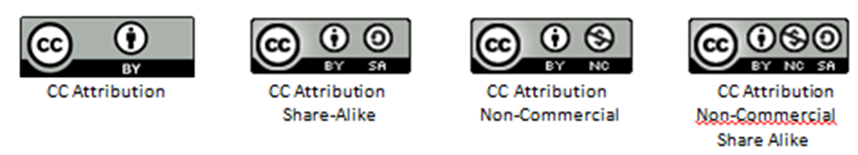 CC BY
CC BY SA
CC BY NC
CC BY NC SA
CC Attribution
CC Attribution
Share-Alike
CC Attribution
Non-Commercial
CC Attribution
Non-Commercial
Share Alike